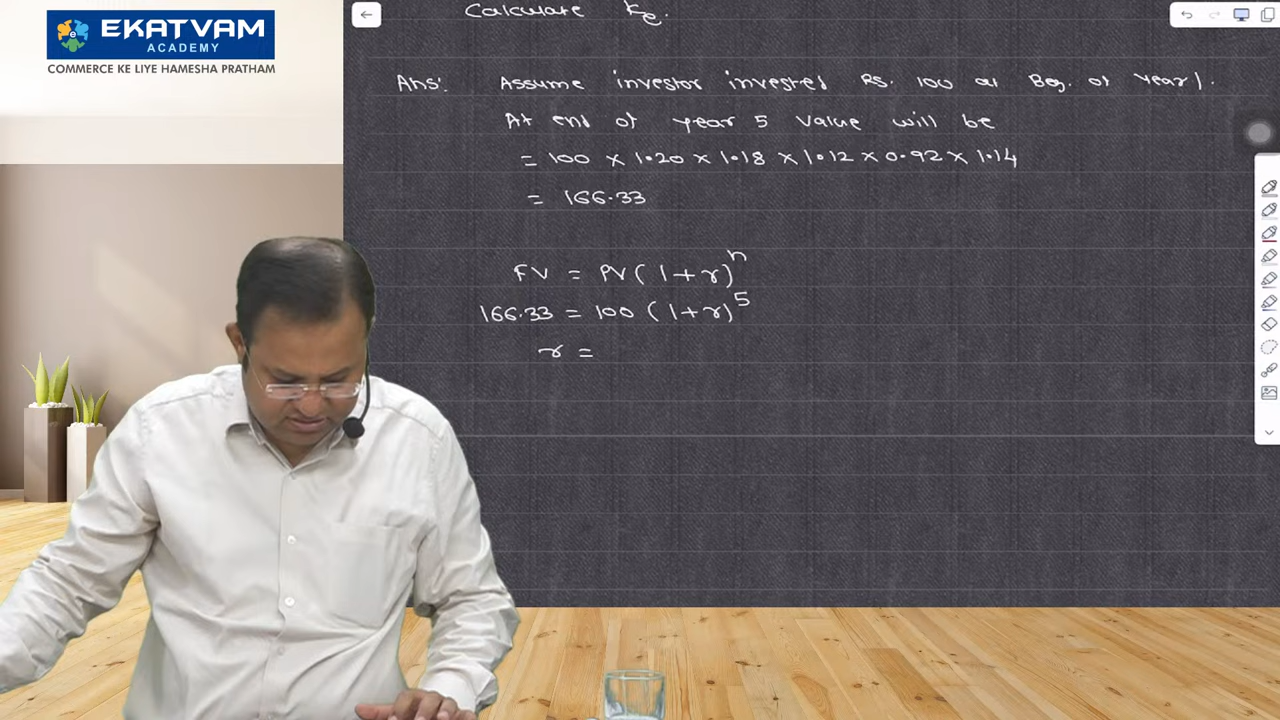 EKATVAM
ACADEMY
COMMERCE KE LIYE HAMESHA PRATHAM
Calculate Ke.
Ans: Assume investor invested Rs. 100 at Beg. of Year 1.
At end of year 5 value will be
= 100 × 1.20 × 1.18 × 1.12 × 0.92 × 1.14
= 166.33
FV = PV ( 1 + r )^n
166.33 = 100 ( 1 + r )^5
r =